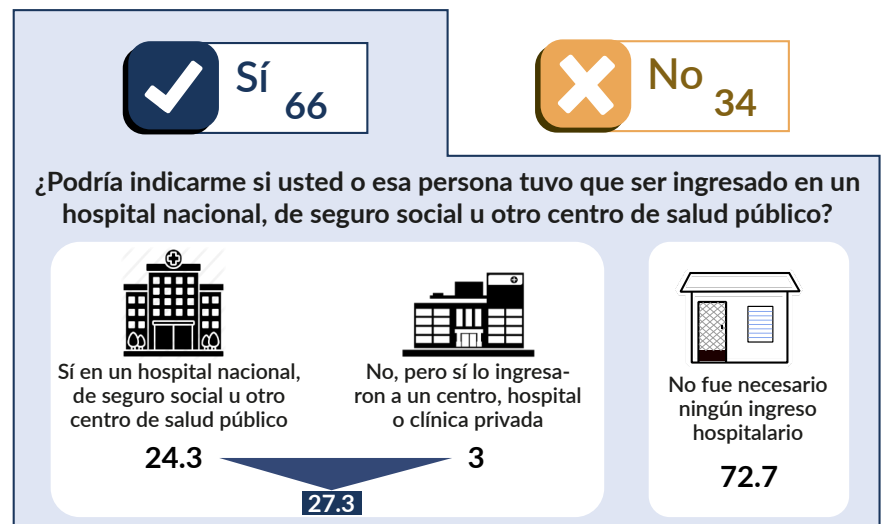 Sí
66
No
34
¿Podría indicarme si usted o esa persona tuvo que ser ingresado en un
hospital nacional, de seguro social u otro centro de salud público?
Sí en un hospital nacional,
de seguro social u otro
centro de salud público
24.3
No, pero sí lo ingresa-
ron a un centro, hospital
o clínica privada
3
27.3
No fue necesario
ningún ingreso
hospitalario
72.7